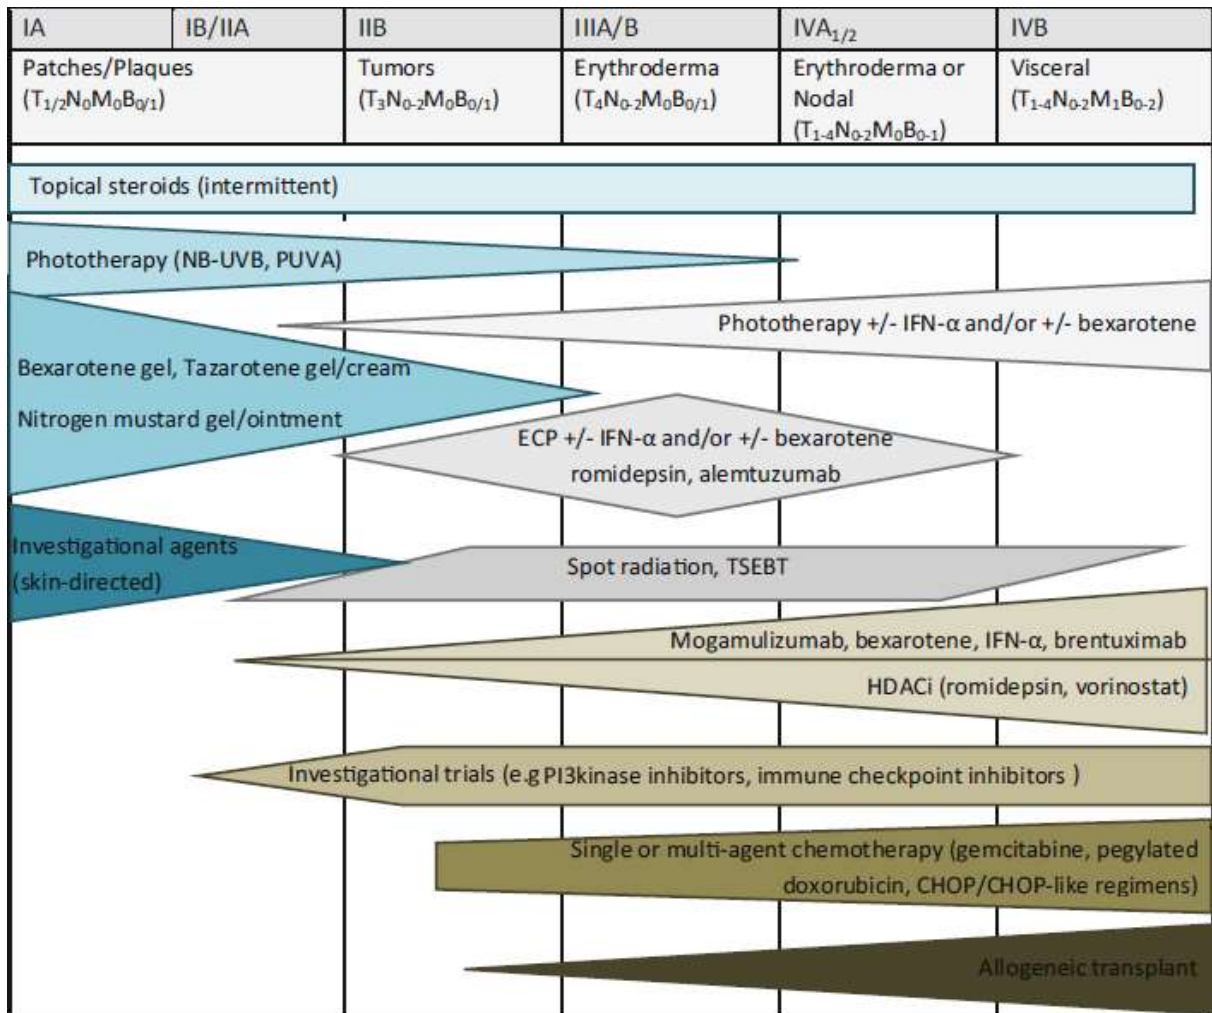 IA IB/IIA IIB IIIA/B IVA₁/₂ IVB
Patches/Plaques
(T₁/₂N₀M₀B₀/₁)
Tumors
(T₃N₀₋₂M₀B₀/₁)
Erythroderma
(T₄N₀₋₂M₀B₀/₁)
Erythroderma or
Nodal
(T₁₋₄N₀₋₂M₀B₀₋₁)
Visceral
(T₁₋₄N₀₋₂M₁B₀₋₂)
Topical steroids (intermittent)
Phototherapy (NB-UVB, PUVA)
Phototherapy +/- IFN-α and/or +/- bexarotene
Bexarotene gel, Tazarotene gel/cream
Nitrogen mustard gel/ointment
ECP +/- IFN-α and/or +/- bexarotene
romidepsin, alemtuzumab
Investigational agents
(skin-directed)
Spot radiation, TSEBT
Mogamulizumab, bexarotene, IFN-α, brentuximab
HDACi (romidepsin, vorinostat)
Investigational trials (e.g PI3kinase inhibitors, immune checkpoint inhibitors )
Single or multi-agent chemotherapy (gemcitabine, pegylated
doxorubicin, CHOP/CHOP-like regimens)
Allogeneic transplant